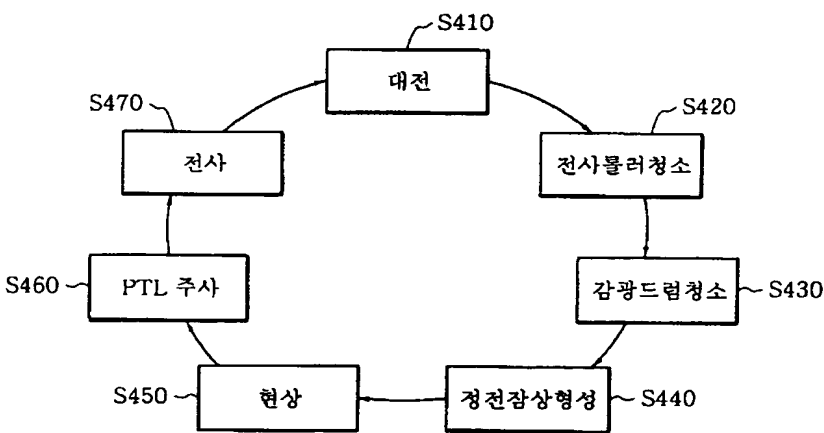 S410
대전
S420
전사롤러청소
S430
감광드럼청소
S440
정전잠상형성
S450
현상
S460
PTL 주사
S470
전사